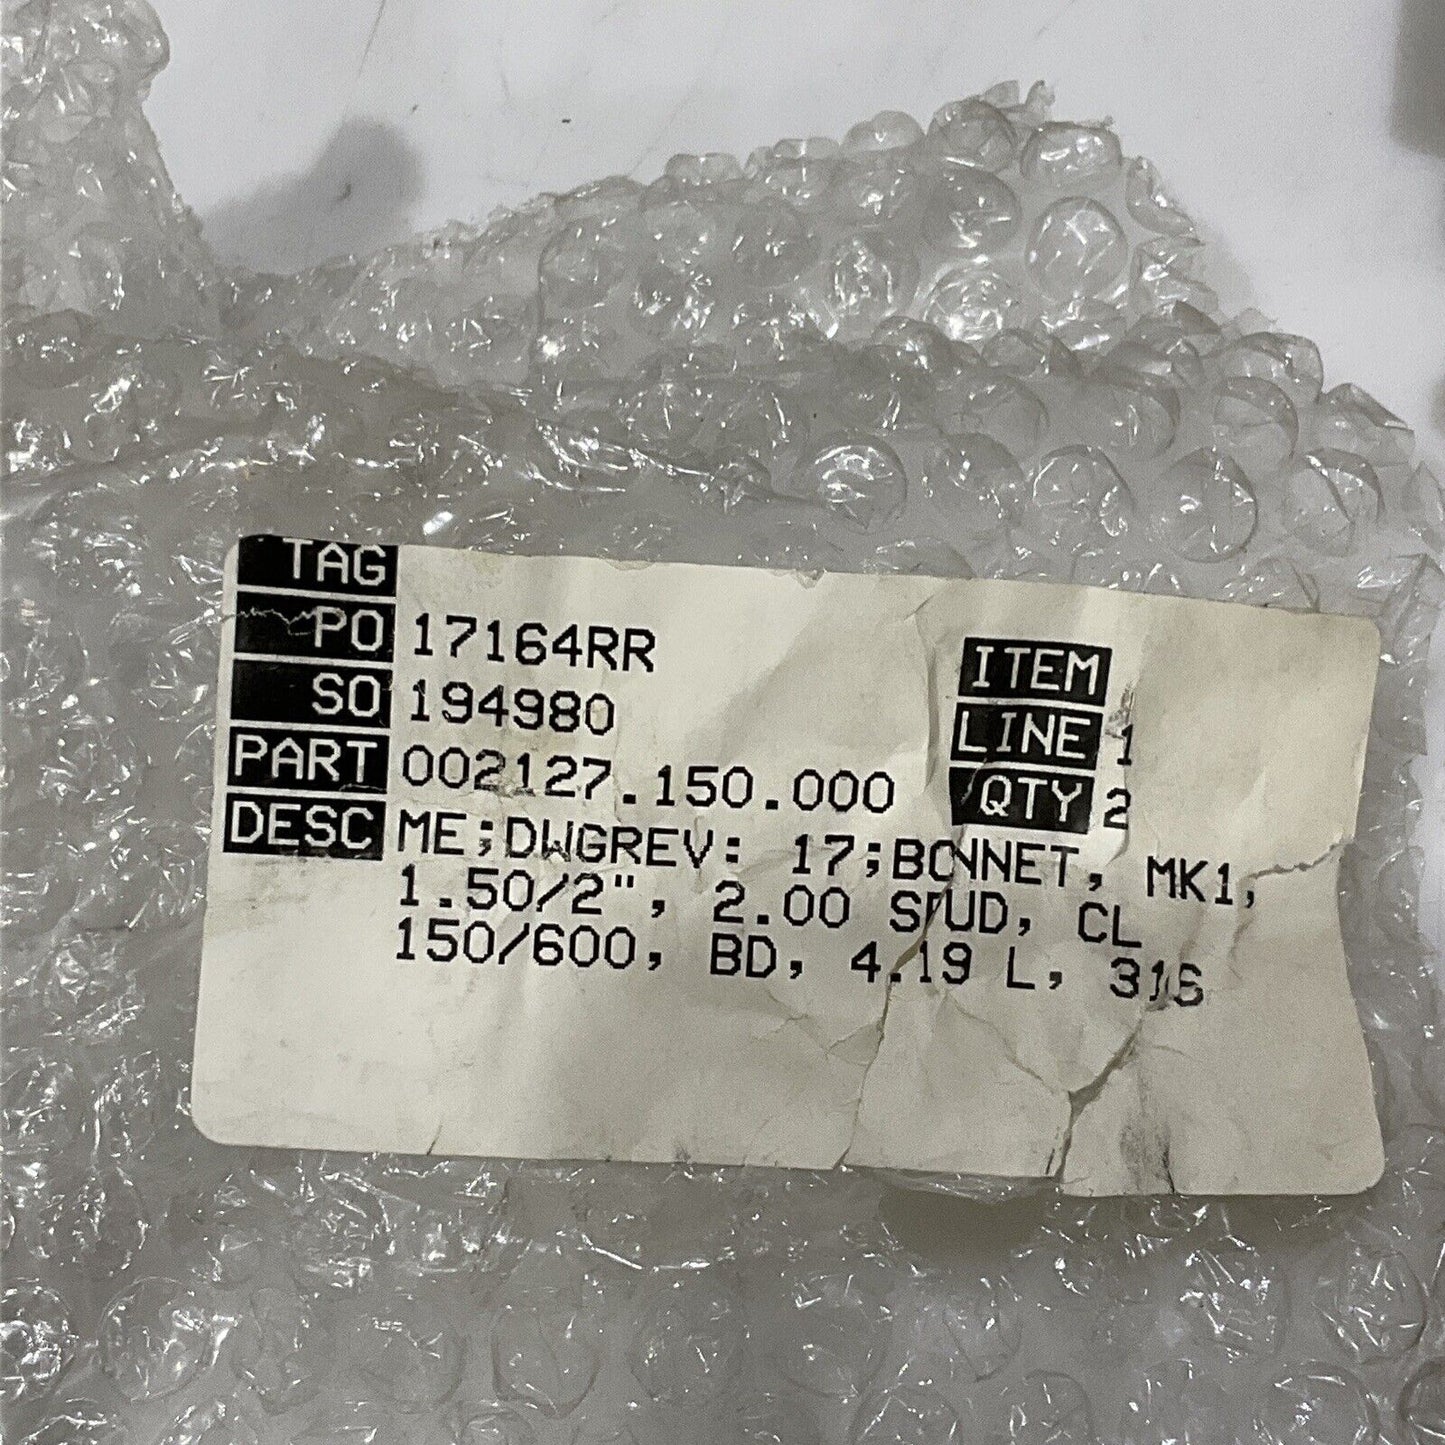 TAG
PO 17164RR ITEM
SO 194980 LINE 1
PART 002127.150.000 QTY 2
DESC ME;DWGREV: 17;BONNET, MK1,
1.50/2", 2.00 SPUD, CL
150/600, BD, 4.19 L, 316